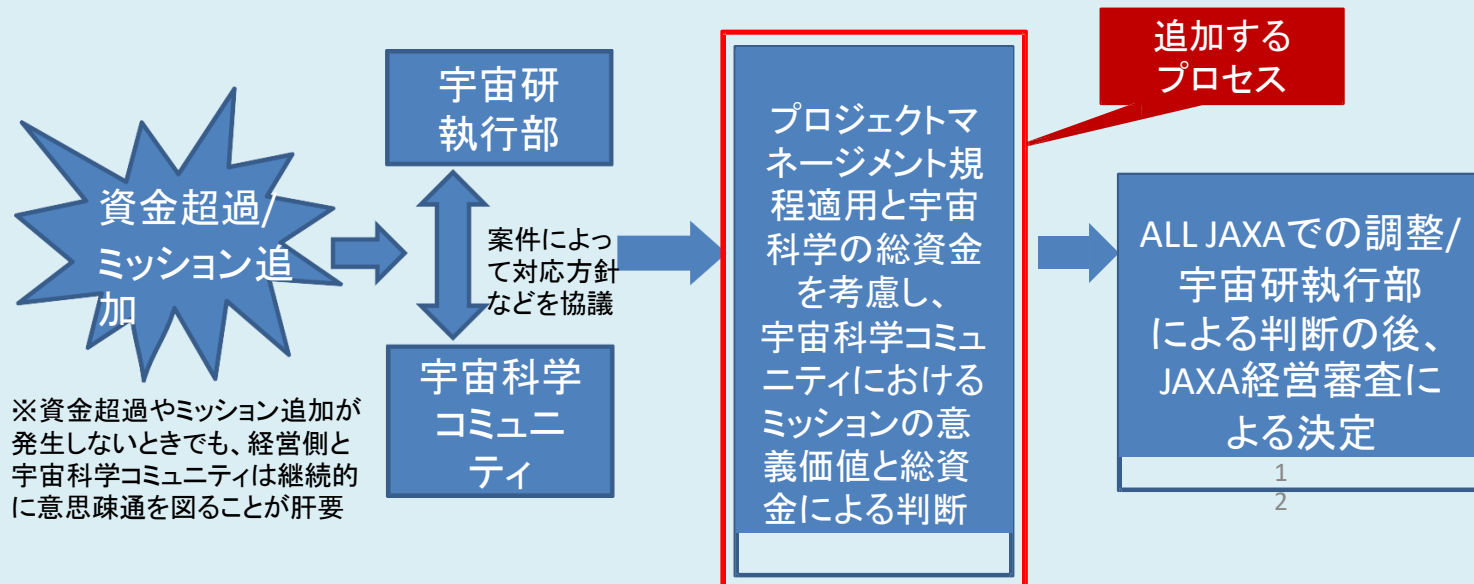 資金超過/
ミッション追
加
※資金超過やミッション追加が
発生しないときでも、経営側と
宇宙科学コミュニティは継続的
に意思疎通を図ることが肝要
宇宙研
執行部
案件によっ
て対応方針
などを協議
宇宙科学
コミュニ
ティ
追加する
プロセス
プロジェクトマ
ネージメント規
程適用と宇宙
科学の総資金
を考慮し、
宇宙科学コミュ
ニティにおける
ミッションの意
義価値と総資
金による判断
ALL JAXAでの調整/
宇宙研執行部
による判断の後、
JAXA経営審査に
よる決定
1
2